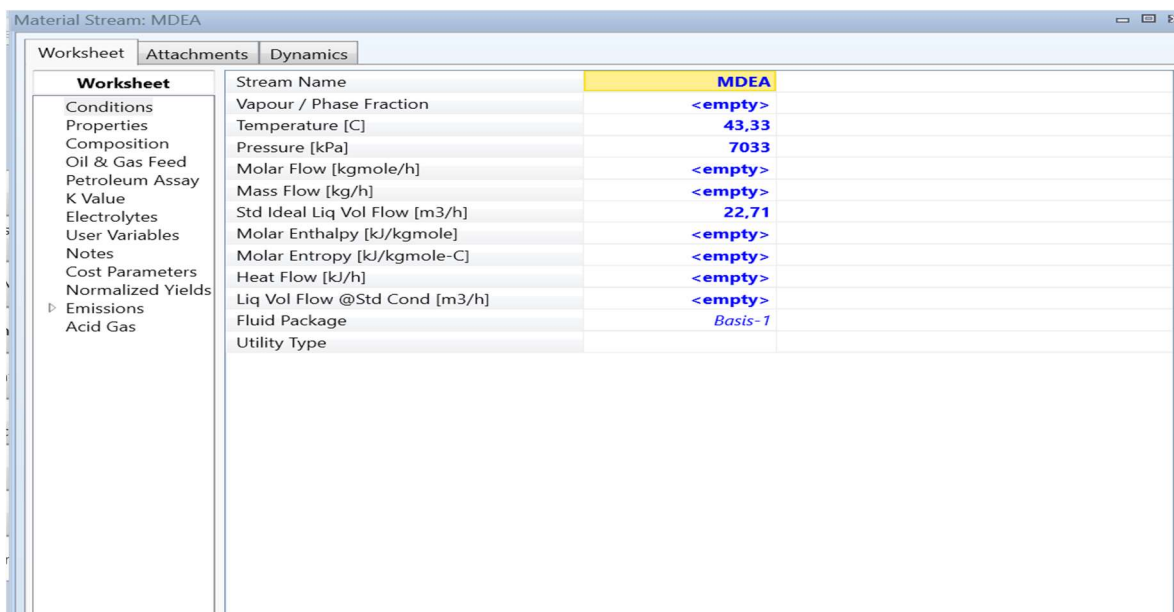 Material Stream: MDEA
Worksheet Attachments Dynamics
Worksheet
Conditions
Properties
Composition
Oil & Gas Feed
Petroleum Assay
K Value
Electrolytes
User Variables
Notes
Cost Parameters
Normalized Yields
Emissions
Acid Gas
Stream Name MDEA
Vapour / Phase Fraction <empty>
Temperature [C] 43,33
Pressure [kPa] 7033
Molar Flow [kgmole/h] <empty>
Mass Flow [kg/h] <empty>
Std Ideal Liq Vol Flow [m3/h] 22,71
Molar Enthalpy [kJ/kgmole] <empty>
Molar Entropy [kJ/kgmole-C] <empty>
Heat Flow [kJ/h] <empty>
Liq Vol Flow @Std Cond [m3/h] <empty>
Fluid Package Basis-1
Utility Type